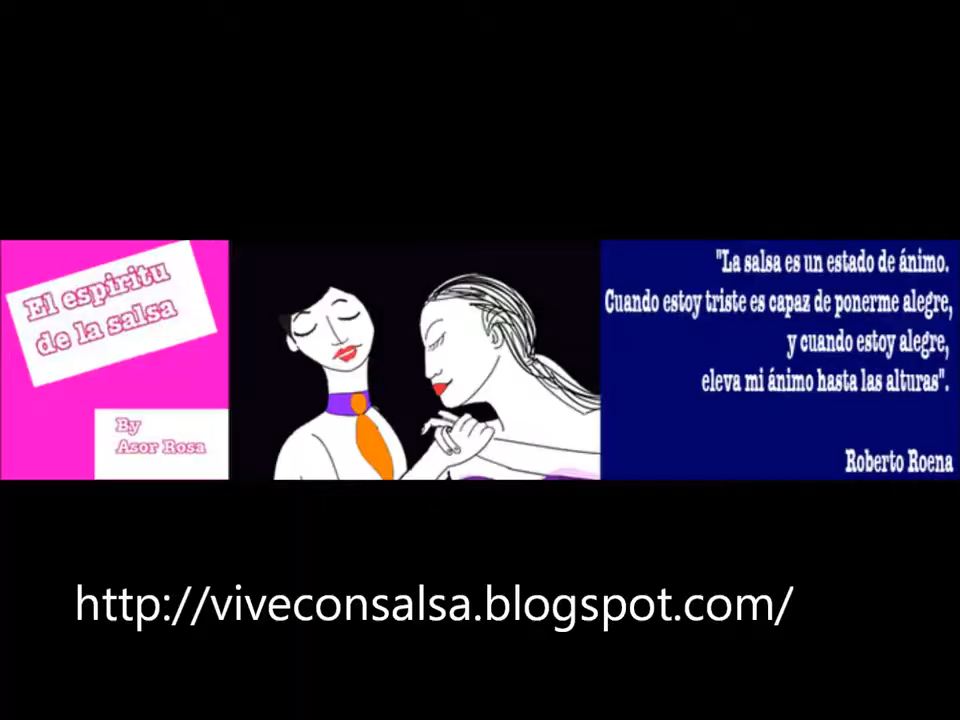 El espiritu
de la salsa
By
Asor Rosa
"La salsa es un estado de ánimo.
Cuando estoy triste es capaz de ponerme alegre,
y cuando estoy alegre,
eleva mi ánimo hasta las alturas".
Roberto Roena
http://viveconsalsa.blogspot.com/